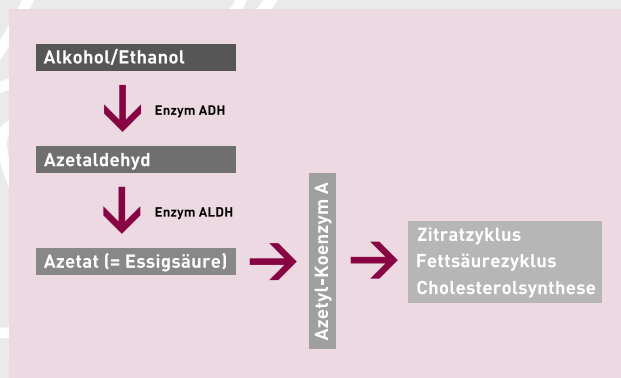 Alkohol/Ethanol
Enzym ADH
Azetaldehyd
Enzym ALDH
Azetat (= Essigsäure)
Azetyl-Koenzym A
Zitratzyklus
Fettsäurezyklus
Cholesterolsynthese